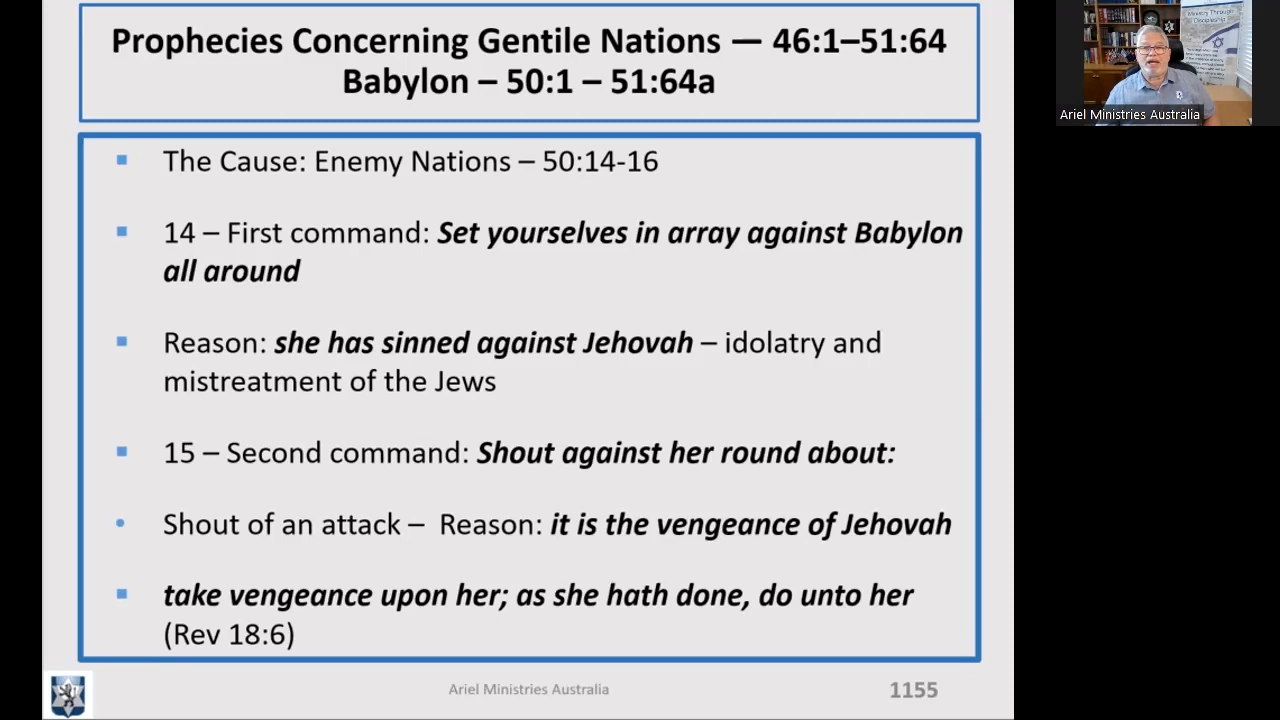 Prophecies Concerning Gentile Nations — 46:1–51:64
Babylon – 50:1 – 51:64a
The Cause: Enemy Nations – 50:14-16
14 – First command: Set yourselves in array against Babylon
all around
Reason: she has sinned against Jehovah – idolatry and
mistreatment of the Jews
15 – Second command: Shout against her round about:
Shout of an attack – Reason: it is the vengeance of Jehovah
take vengeance upon her; as she hath done, do unto her
(Rev 18:6)
Ariel Ministries Australia
1155
Ministry Through
Discipleship
Ariel Ministries Australia